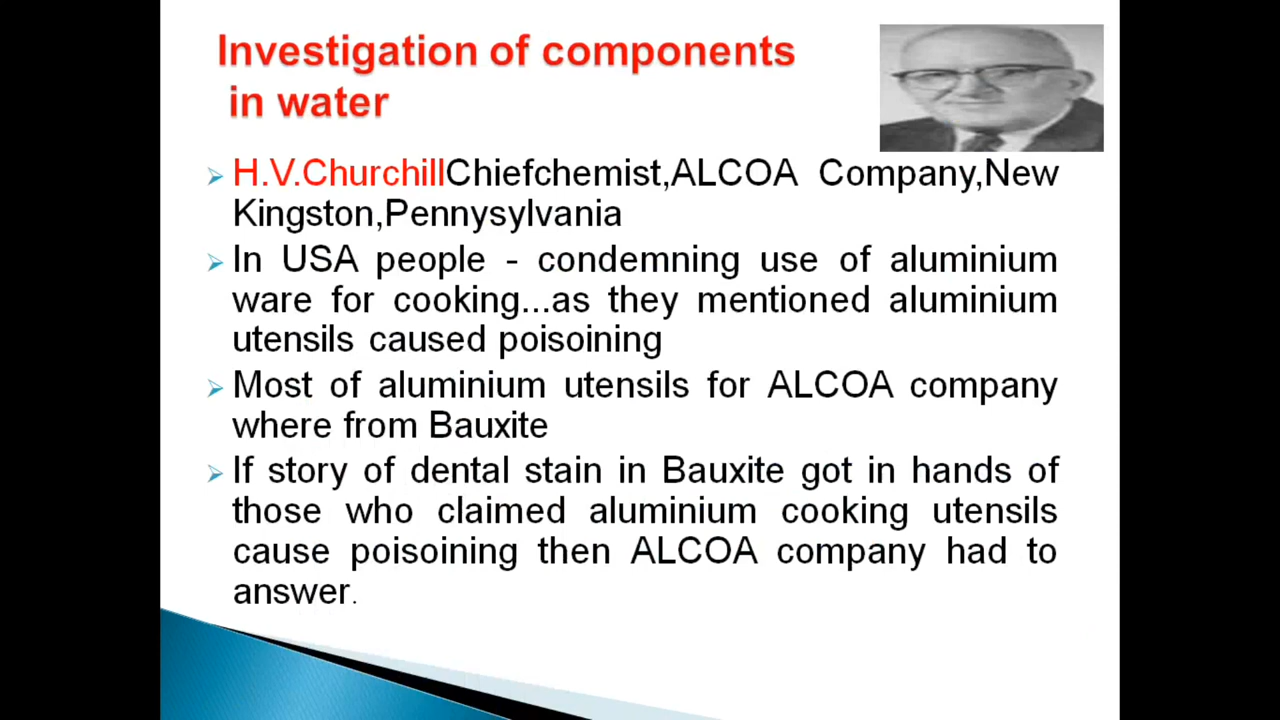 Investigation of components
in water
H.V.ChurchillChiefchemist,ALCOA Company,New
Kingston,Pennysylvania
In USA people - condemning use of aluminium
ware for cooking...as they mentioned aluminium
utensils caused poisoining
Most of aluminium utensils for ALCOA company
where from Bauxite
If story of dental stain in Bauxite got in hands of
those who claimed aluminium cooking utensils
cause poisoining then ALCOA company had to
answer.